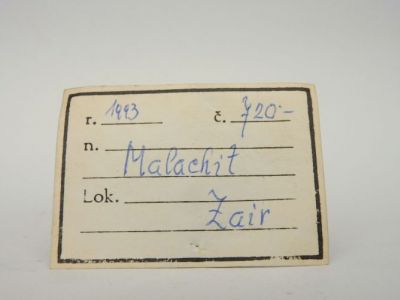 r. 1993 č. 720.-
n. Malachit
Lok. Zair